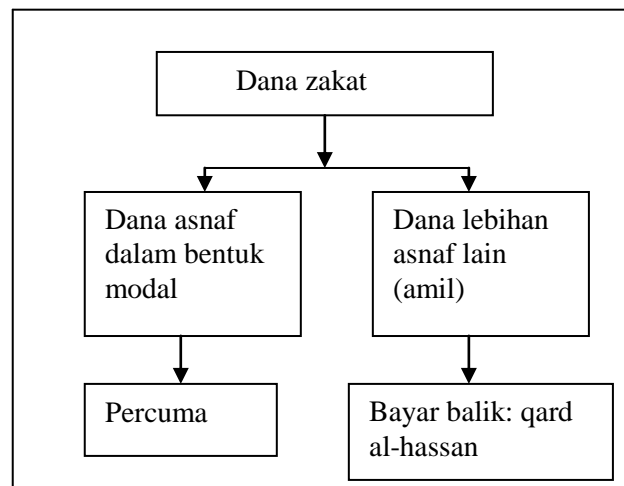 Dana zakat
Dana asnaf
dalam bentuk
modal
Dana lebihan
asnaf lain
(amil)
Percuma
Bayar balik: qard
al-hassan